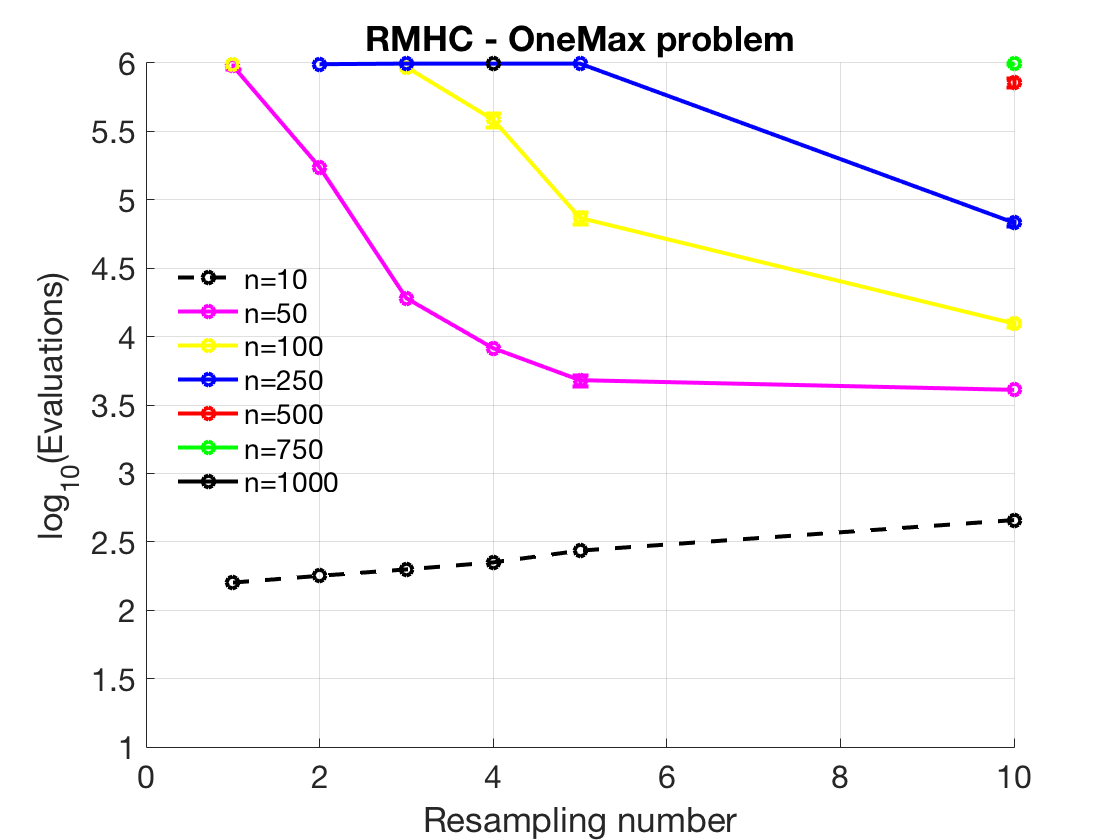 RMHC - OneMax problem
6
5.5
5
4.5
4
3.5
3
2.5
2
1.5
1
log10(Evaluations)
n=10
n=50
n=100
n=250
n=500
n=750
n=1000
0 2 4 6 8 10
Resampling number